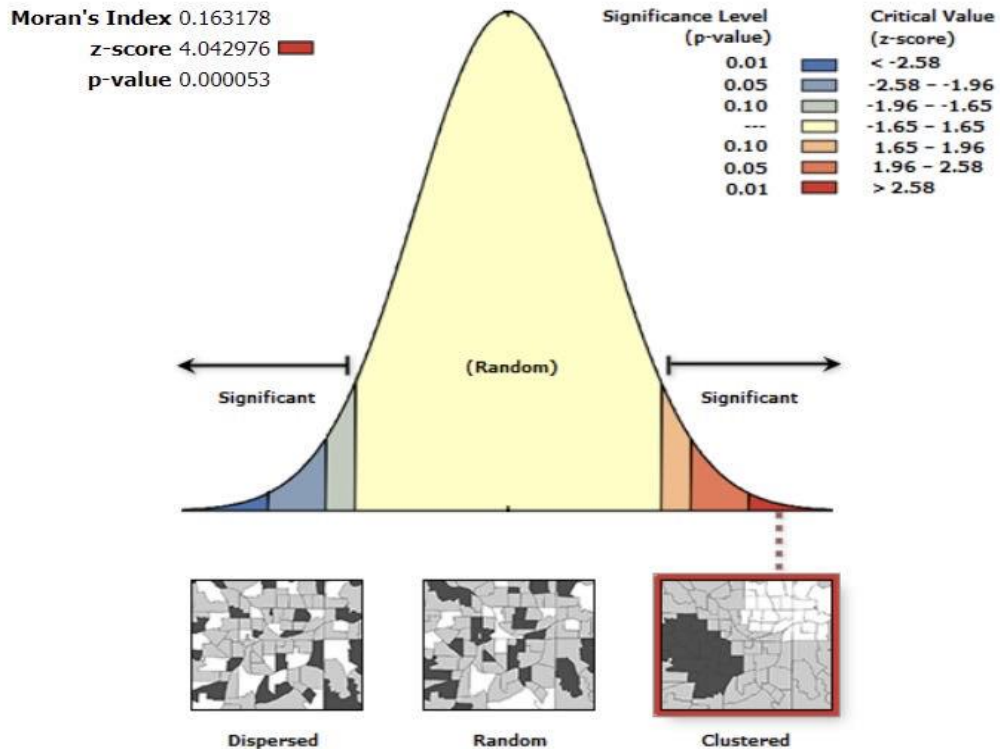 Moran's Index 0.163178
z-score 4.042976
p-value 0.000053
Significance Level
(p-value)
Critical Value
(z-score)
0.01 < -2.58
0.05 -2.58 – -1.96
0.10 -1.96 – -1.65
--- -1.65 – 1.65
0.10 1.65 – 1.96
0.05 1.96 – 2.58
0.01 > 2.58
(Random)
Significant
Significant
Dispersed
Random
Clustered